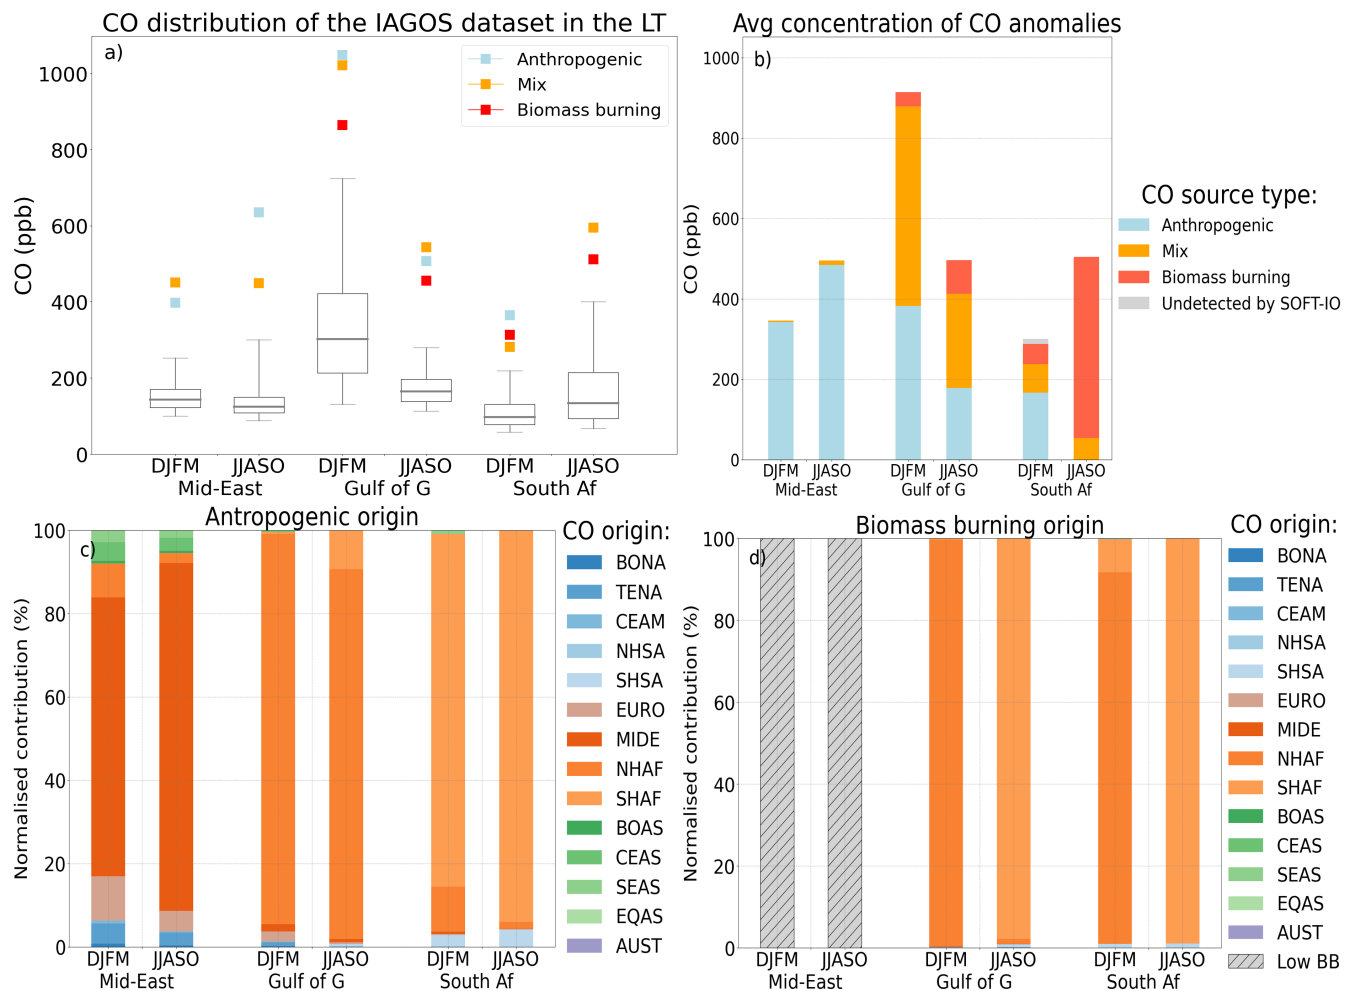 CO distribution of the IAGOS dataset in the LT
a)
CO (ppb)
1000
800
600
400
200
0
Anthropogenic
Mix
Biomass burning
DJFM JJASO DJFM JJASO DJFM JJASO
Mid-East Gulf of G South Af
Avg concentration of CO anomalies
b)
CO (ppb)
1000
800
600
400
200
0
DJFM JJASO DJFM JJASO DJFM JJASO
Mid-East Gulf of G South Af
CO source type:
Anthropogenic
Mix
Biomass burning
Undetected by SOFT-IO
Antropogenic origin
c)
Normalised contribution (%)
100
80
60
40
20
0
DJFM JJASO DJFM JJASO DJFM JJASO
Mid-East Gulf of G South Af
CO origin:
BONA
TENA
CEAM
NHSA
SHSA
EURO
MIDE
NHAF
SHAF
BOAS
CEAS
SEAS
EQAS
AUST
Biomass burning origin
d)
Normalised contribution (%)
100
80
60
40
20
0
DJFM JJASO DJFM JJASO DJFM JJASO
Mid-East Gulf of G South Af
CO origin:
BONA
TENA
CEAM
NHSA
SHSA
EURO
MIDE
NHAF
SHAF
BOAS
CEAS
SEAS
EQAS
AUST
Low BB